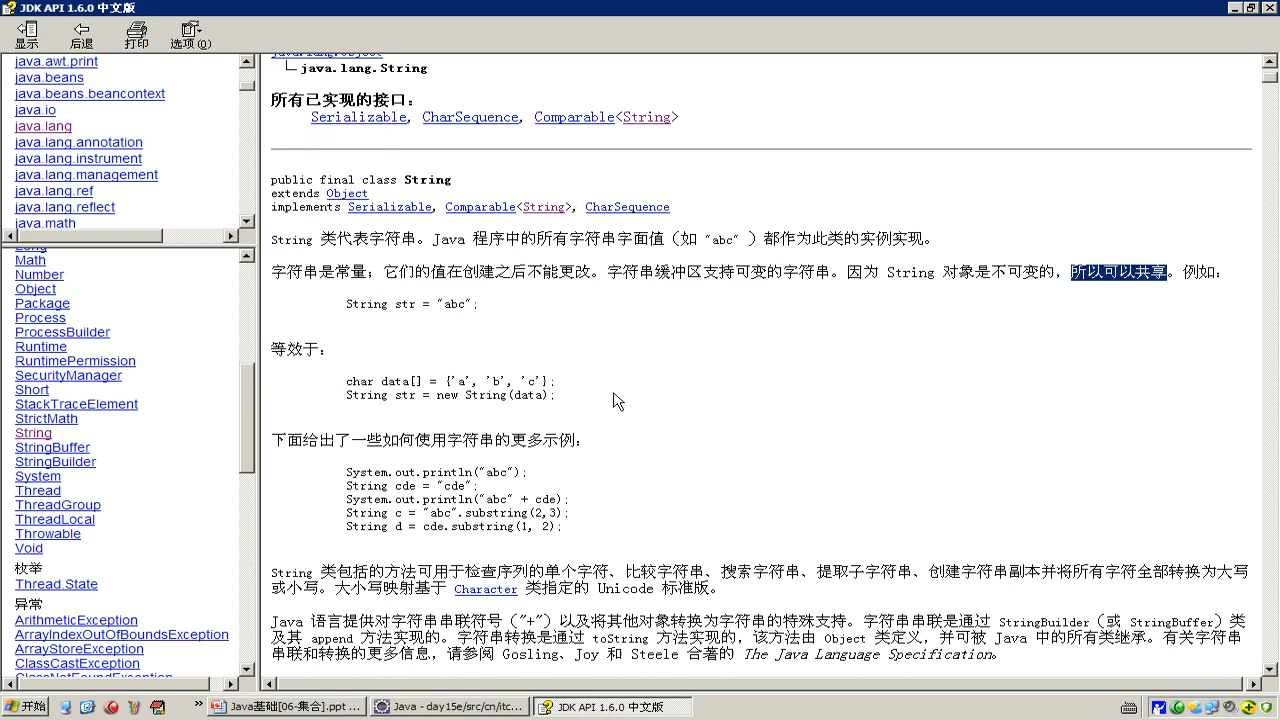 JDK API 1.6.0 中文版
显示 后退 打印 选项(O)
java.awt.print
java.beans
java.beans.beancontext
java.io
java.lang
java.lang.annotation
java.lang.instrument
java.lang.management
java.lang.ref
java.lang.reflect
java.math
Long
Math
Number
Object
Package
Process
ProcessBuilder
Runtime
RuntimePermission
SecurityManager
Short
StackTraceElement
StrictMath
String
StringBuffer
StringBuilder
System
Thread
ThreadGroup
ThreadLocal
Throwable
Void
枚举
Thread.State
异常
ArithmeticException
ArrayIndexOutOfBoundsException
ArrayStoreException
ClassCastException
ClassNotFoundException
java.lang.Object
java.lang.String
所有已实现的接口：
Serializable, CharSequence, Comparable<String>
public final class String
extends Object
implements Serializable, Comparable<String>, CharSequence
String 类代表字符串。Java 程序中的所有字符串字面值（如 "abc" ）都作为此类的实例实现。
字符串是常量；它们的值在创建之后不能更改。字符串缓冲区支持可变的字符串。因为 String 对象是不可变的，所以可以共享。例如：
String str = "abc";
等效于：
char data[] = {'a', 'b', 'c'};
String str = new String(data);
下面给出了一些如何使用字符串的更多示例：
System.out.println("abc");
String cde = "cde";
System.out.println("abc" + cde);
String c = "abc".substring(2,3);
String d = cde.substring(1, 2);
String 类包括的方法可用于检查序列的单个字符、比较字符串、搜索字符串、提取子字符串、创建字符串副本并将所有字符全部转换为大写
或小写。大小写映射基于 Character 类指定的 Unicode 标准版。
Java 语言提供对字符串串联符号（"+"）以及将其他对象转换为字符串的特殊支持。字符串串联是通过 StringBuilder（或 StringBuffer）类
及其 append 方法实现的。字符串转换是通过 toString 方法实现的，该方法由 Object 类定义，并可被 Java 中的所有类继承。有关字符串
串联和转换的更多信息，请参阅 Gosling、Joy 和 Steele 合著的 The Java Language Specification。
开始 » Java基础[06-集合].ppt ... Java - day15e/src/cn/itc... JDK API 1.6.0 中文版